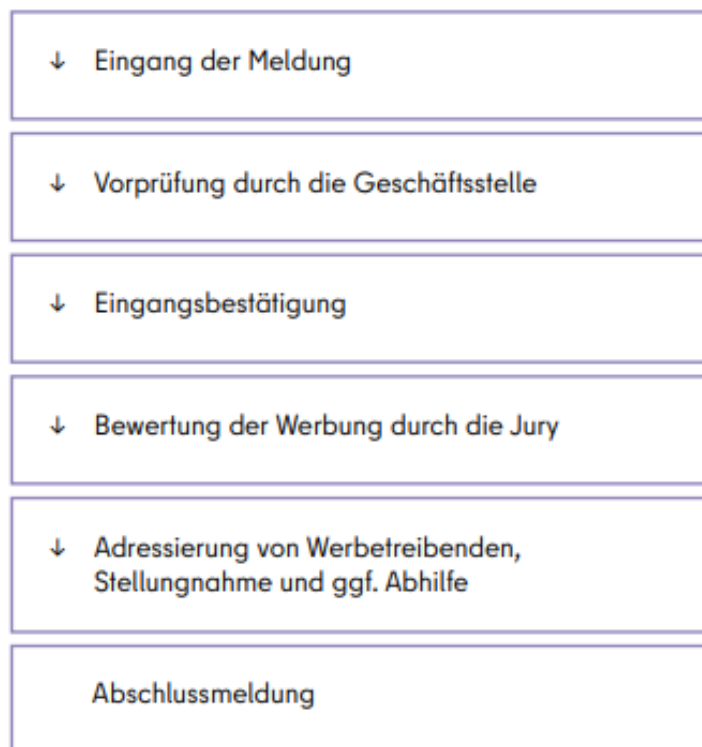 ↓ Eingang der Meldung
↓ Vorprüfung durch die Geschäftsstelle
↓ Eingangsbestätigung
↓ Bewertung der Werbung durch die Jury
↓ Adressierung von Werbetreibenden,
Stellungnahme und ggf. Abhilfe
Abschlussmeldung